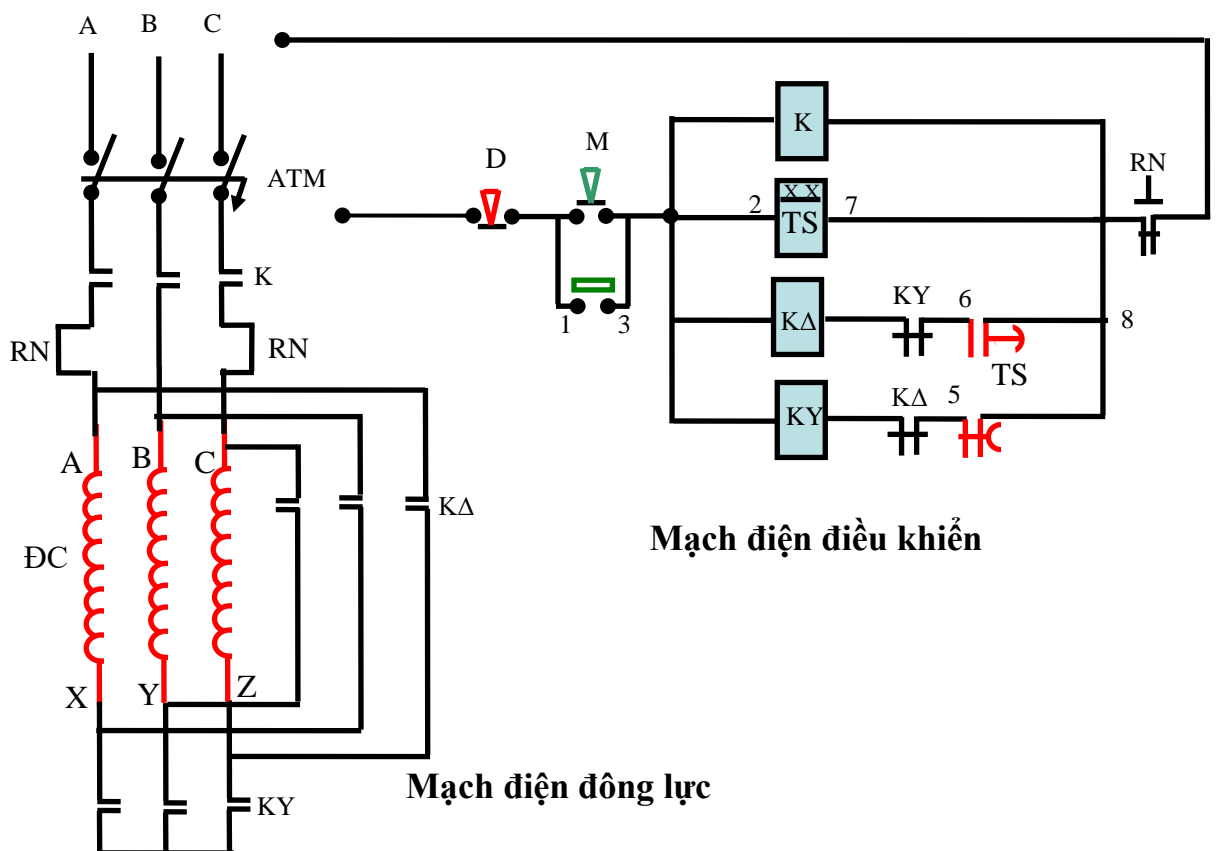 A B C
K
M
D
RN
ATM
X X
2 TS 7
K
RN RN
1 3
KΔ KY 6 8
TS
KΔ 5
KY
A B C
KΔ
Mạch điện điều khiển
ĐC
X Y Z
Mạch điện đông lực
KY